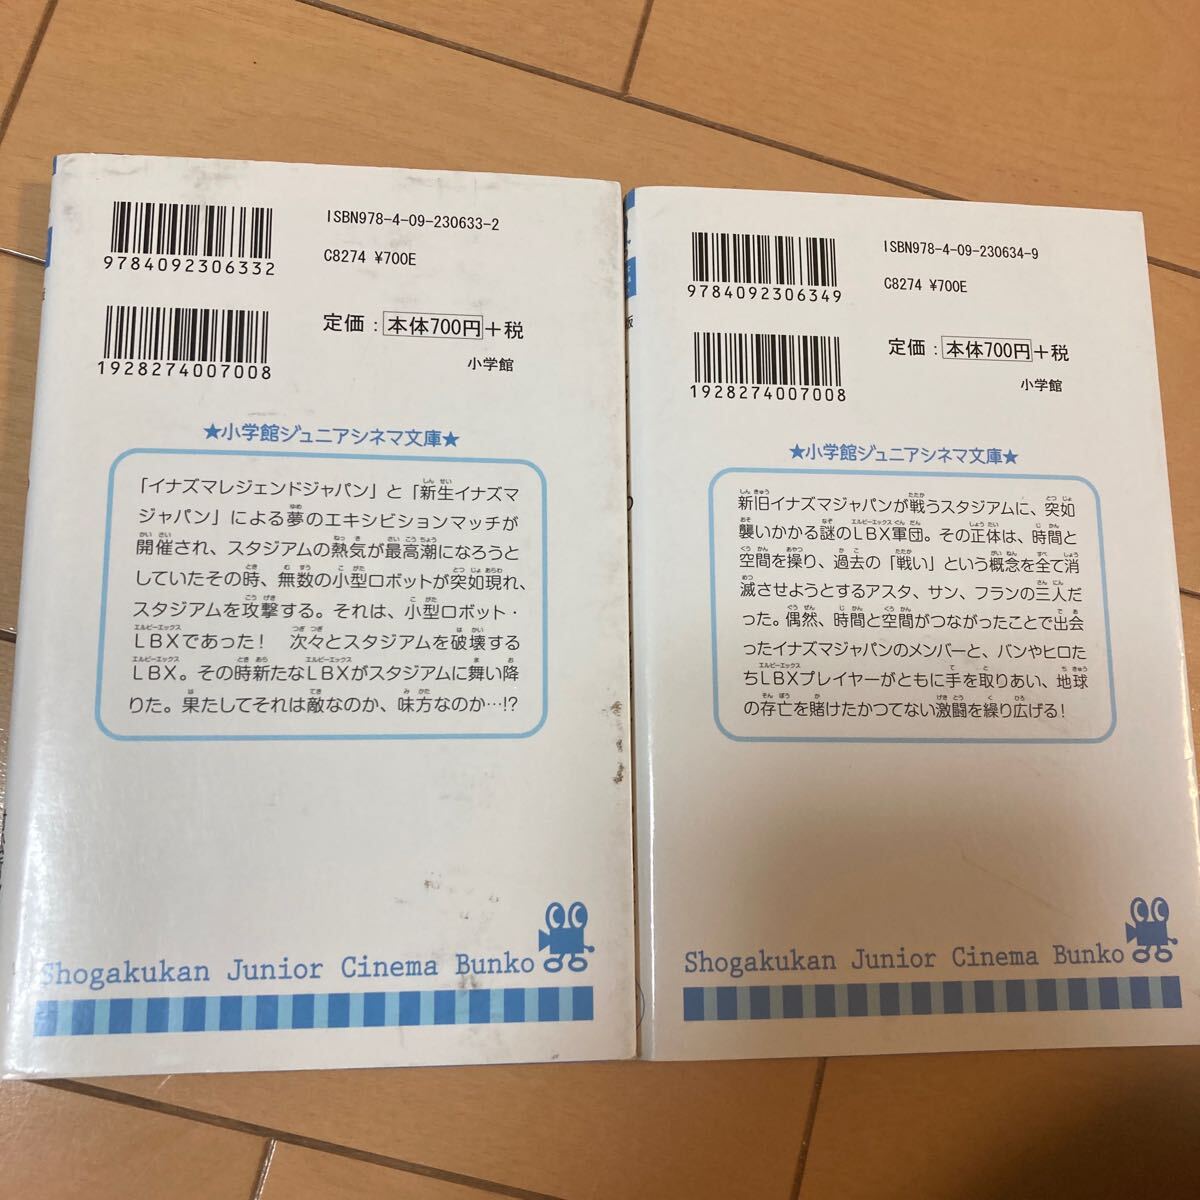 ISBN978-4-09-230633-2
9784092306332
C8274 ¥700E
1928274007008
定価:本体700円+税
小学館
★小学館ジュニアシネマ文庫★
「イナズマレジェンドジャパン」と「新生イナズマ
ジャパン」による夢のエキシビションマッチが
開催され、スタジアムの熱気が最高潮になろうと
していたその時、無数の小型ロボットが突如現れ、
スタジアムを攻撃する。それは、小型ロボット・
LBXであった! 次々とスタジアムを破壊する
LBX。その時新たなLBXがスタジアムに舞い降
りた。果たしてそれは敵なのか、味方なのか…!?
Shogakukan Junior Cinema Bunko
ISBN978-4-09-230634-9
9784092306349
C8274 ¥700E
1928274007008
定価:本体700円+税
小学館
★小学館ジュニアシネマ文庫★
新旧イナズマジャパンが戦うスタジアムに、突如
襲いかかる謎のLBX軍団。その正体は、時間と
空間を操り、過去の「戦い」という概念を全て消
滅させようとするアスタ、サン、フランの三人だ
った。偶然、時間と空間がつながったことで出会
ったイナズマジャパンのメンバーと、バンやヒロた
ちLBXプレイヤーがともに手を取りあい、地球
の存亡を賭けたかつてない激闘を繰り広げる!
Shogakukan Junior Cinema Bunko